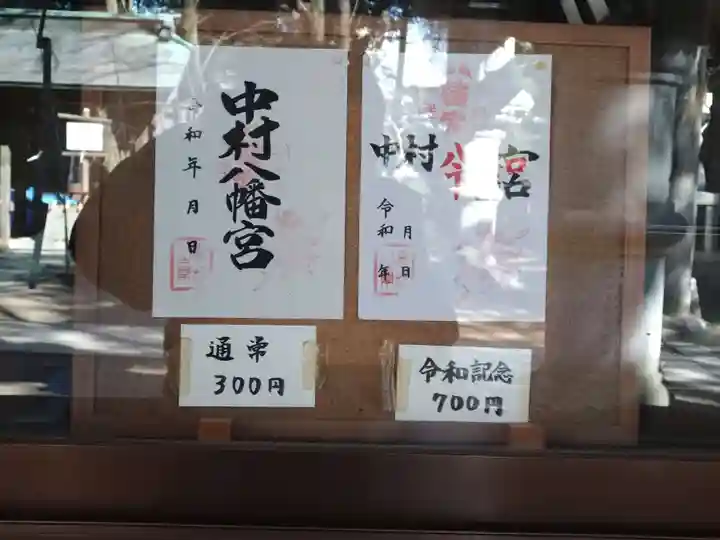 中村八幡宮
令和年月日
通常
300円
中村八宮
令和年
月日
令和記念
700円